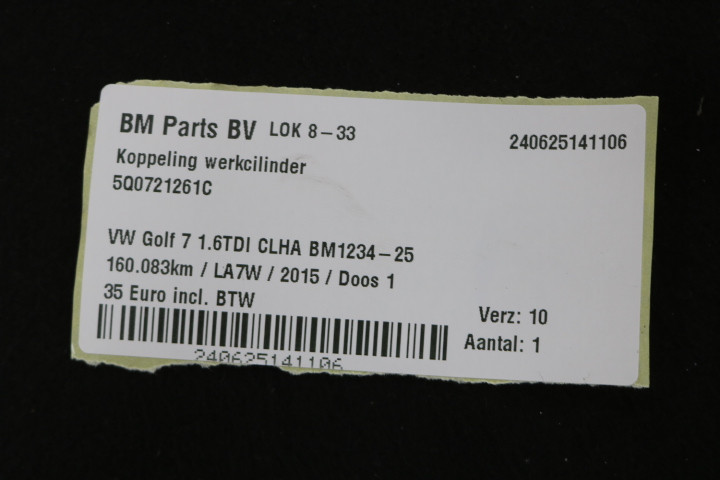 BM Parts BV LOK 8-33
240625141106
Koppeling werkcilinder
5Q0721261C
VW Golf 7 1.6TDI CLHA BM1234-25
160.083km / LA7W / 2015 / Doos 1
35 Euro incl. BTW
Verz: 10
Aantal: 1
240625141106